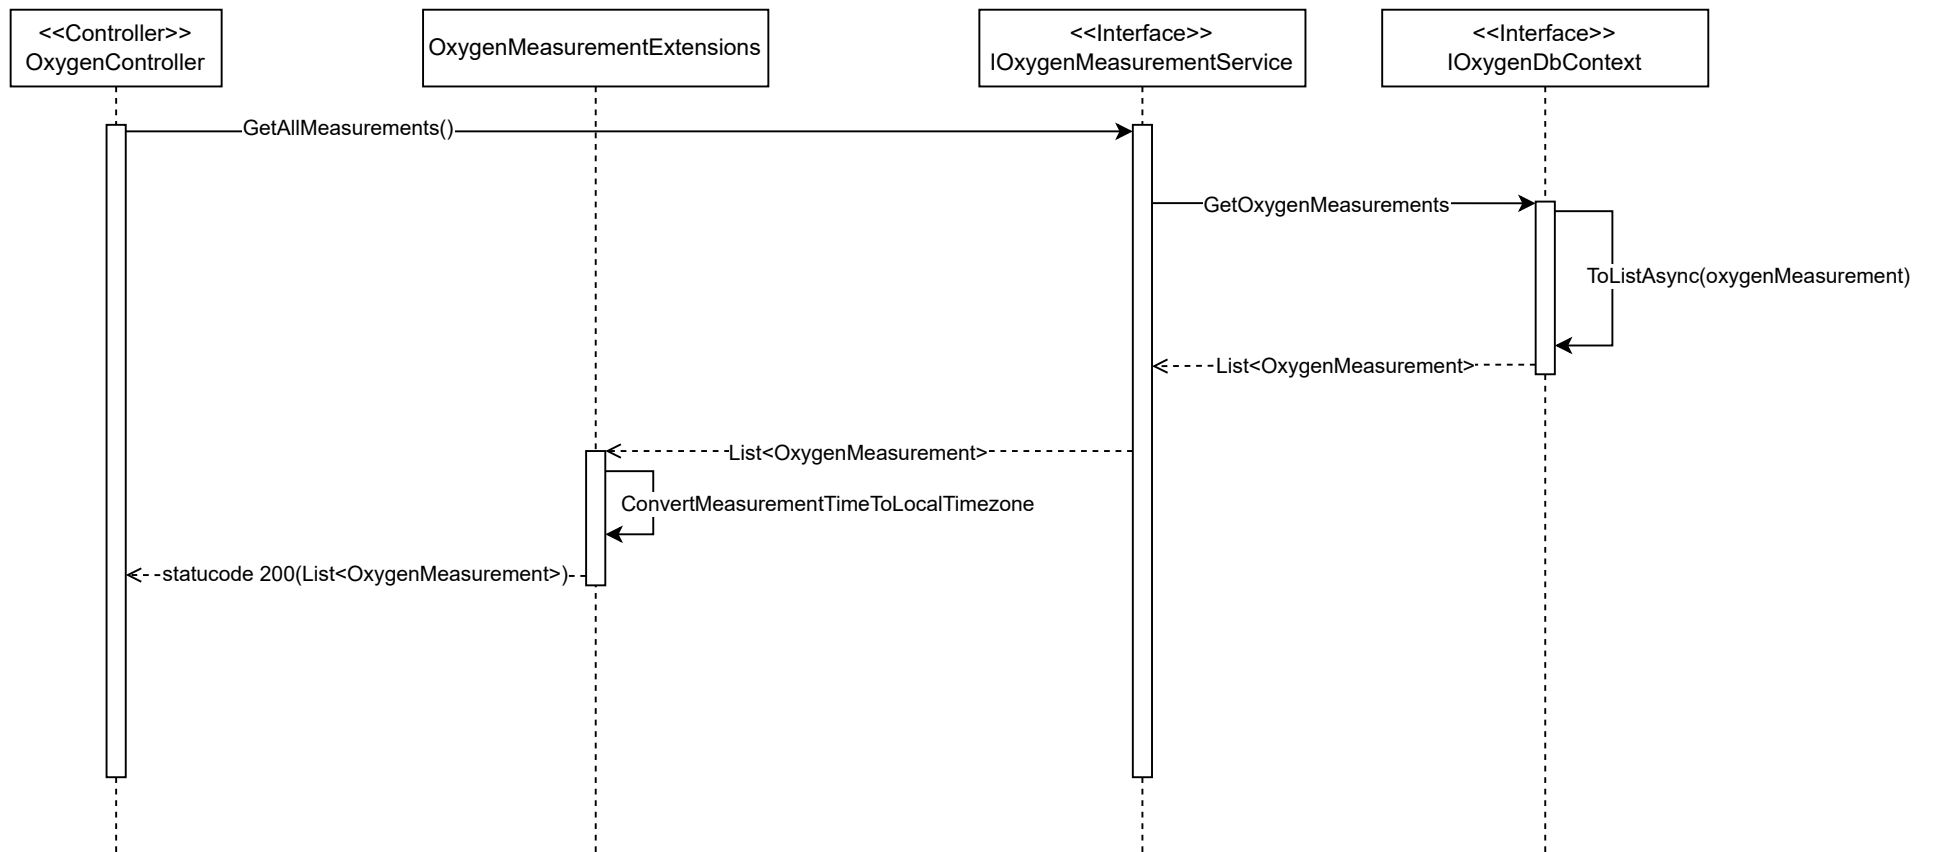 <<Controller>>
OxygenController
OxygenMeasurementExtensions
<<Interface>>
IOxygenMeasurementService
<<Interface>>
IOxygenDbContext
GetAllMeasurements()
GetOxygenMeasurements
ToListAsync(oxygenMeasurement)
List<OxygenMeasurement>
List<OxygenMeasurement>
ConvertMeasurementTimeToLocalTimezone
statucode 200(List<OxygenMeasurement>)